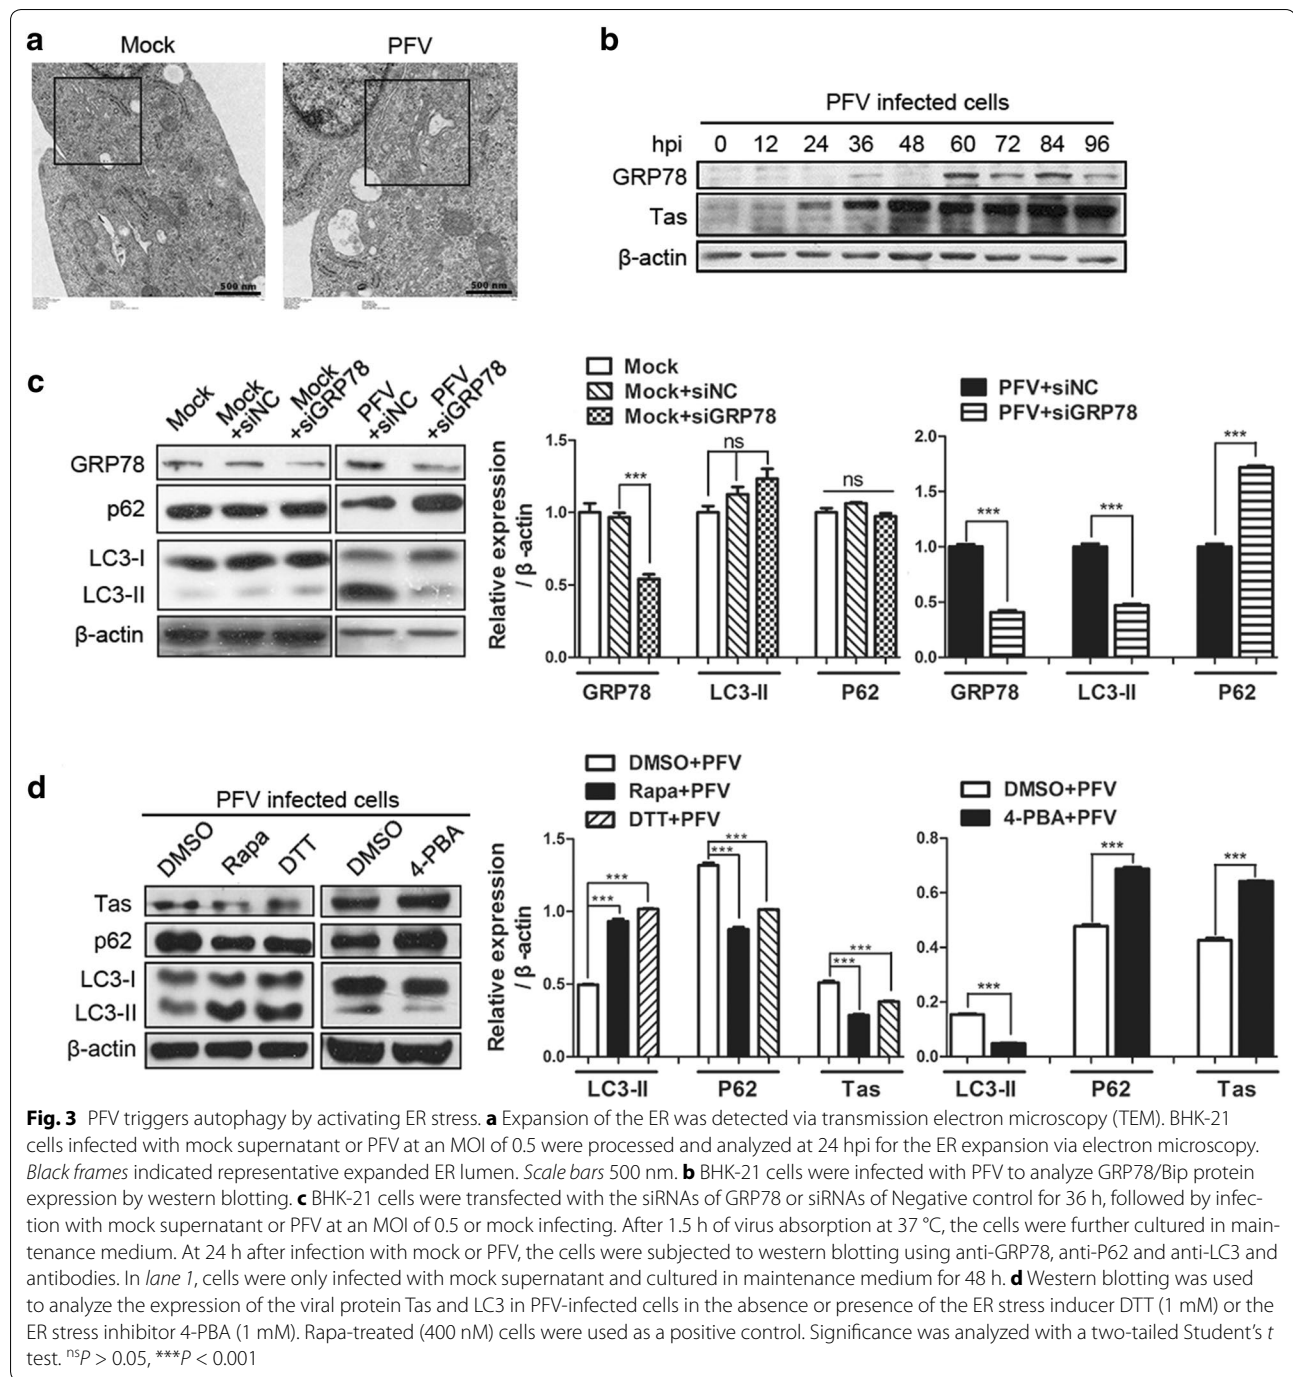 a
Mock
PFV
500 nm
500 nm
b
PFV infected cells
hpi 0 12 24 36 48 60 72 84 96
GRP78
Tas
β-actin
c
Mock
Mock
+siNC
Mock
+siGRP78
PFV
+siNC
PFV
+siGRP78
GRP78
p62
LC3-I
LC3-II
β-actin
Mock
Mock+siNC
Mock+siGRP78
Relative expression
/ β -actin
1.5
1.0
0.5
0.0
***
ns
ns
GRP78 LC3-II P62
PFV+siNC
PFV+siGRP78
2.0
1.5
1.0
0.5
0.0
***
***
***
GRP78 LC3-II P62
d
PFV infected cells
DMSO
Rapa
DTT
DMSO
4-PBA
Tas
p62
LC3-I
LC3-II
β-actin
DMSO+PFV
Rapa+PFV
DTT+PFV
Relative expression
/ β -actin
1.5
1.0
0.5
0.0
***
***
***
***
***
***
LC3-II P62 Tas
DMSO+PFV
4-PBA+PFV
0.8
0.6
0.4
0.2
0.0
***
***
***
LC3-II P62 Tas
Fig. 3 PFV triggers autophagy by activating ER stress. a Expansion of the ER was detected via transmission electron microscopy (TEM). BHK-21
cells infected with mock supernatant or PFV at an MOI of 0.5 were processed and analyzed at 24 hpi for the ER expansion via electron microscopy.
Black frames indicated representative expanded ER lumen. Scale bars 500 nm. b BHK-21 cells were infected with PFV to analyze GRP78/Bip protein
expression by western blotting. c BHK-21 cells were transfected with the siRNAs of GRP78 or siRNAs of Negative control for 36 h, followed by infec-
tion with mock supernatant or PFV at an MOI of 0.5 or mock infecting. After 1.5 h of virus absorption at 37 °C, the cells were further cultured in main-
tenance medium. At 24 h after infection with mock or PFV, the cells were subjected to western blotting using anti-GRP78, anti-P62 and anti-LC3 and
antibodies. In lane 1, cells were only infected with mock supernatant and cultured in maintenance medium for 48 h. d Western blotting was used
to analyze the expression of the viral protein Tas and LC3 in PFV-infected cells in the absence or presence of the ER stress inducer DTT (1 mM) or the
ER stress inhibitor 4-PBA (1 mM). Rapa-treated (400 nM) cells were used as a positive control. Significance was analyzed with a two-tailed Student's t
test. nsP > 0.05, ***P < 0.001